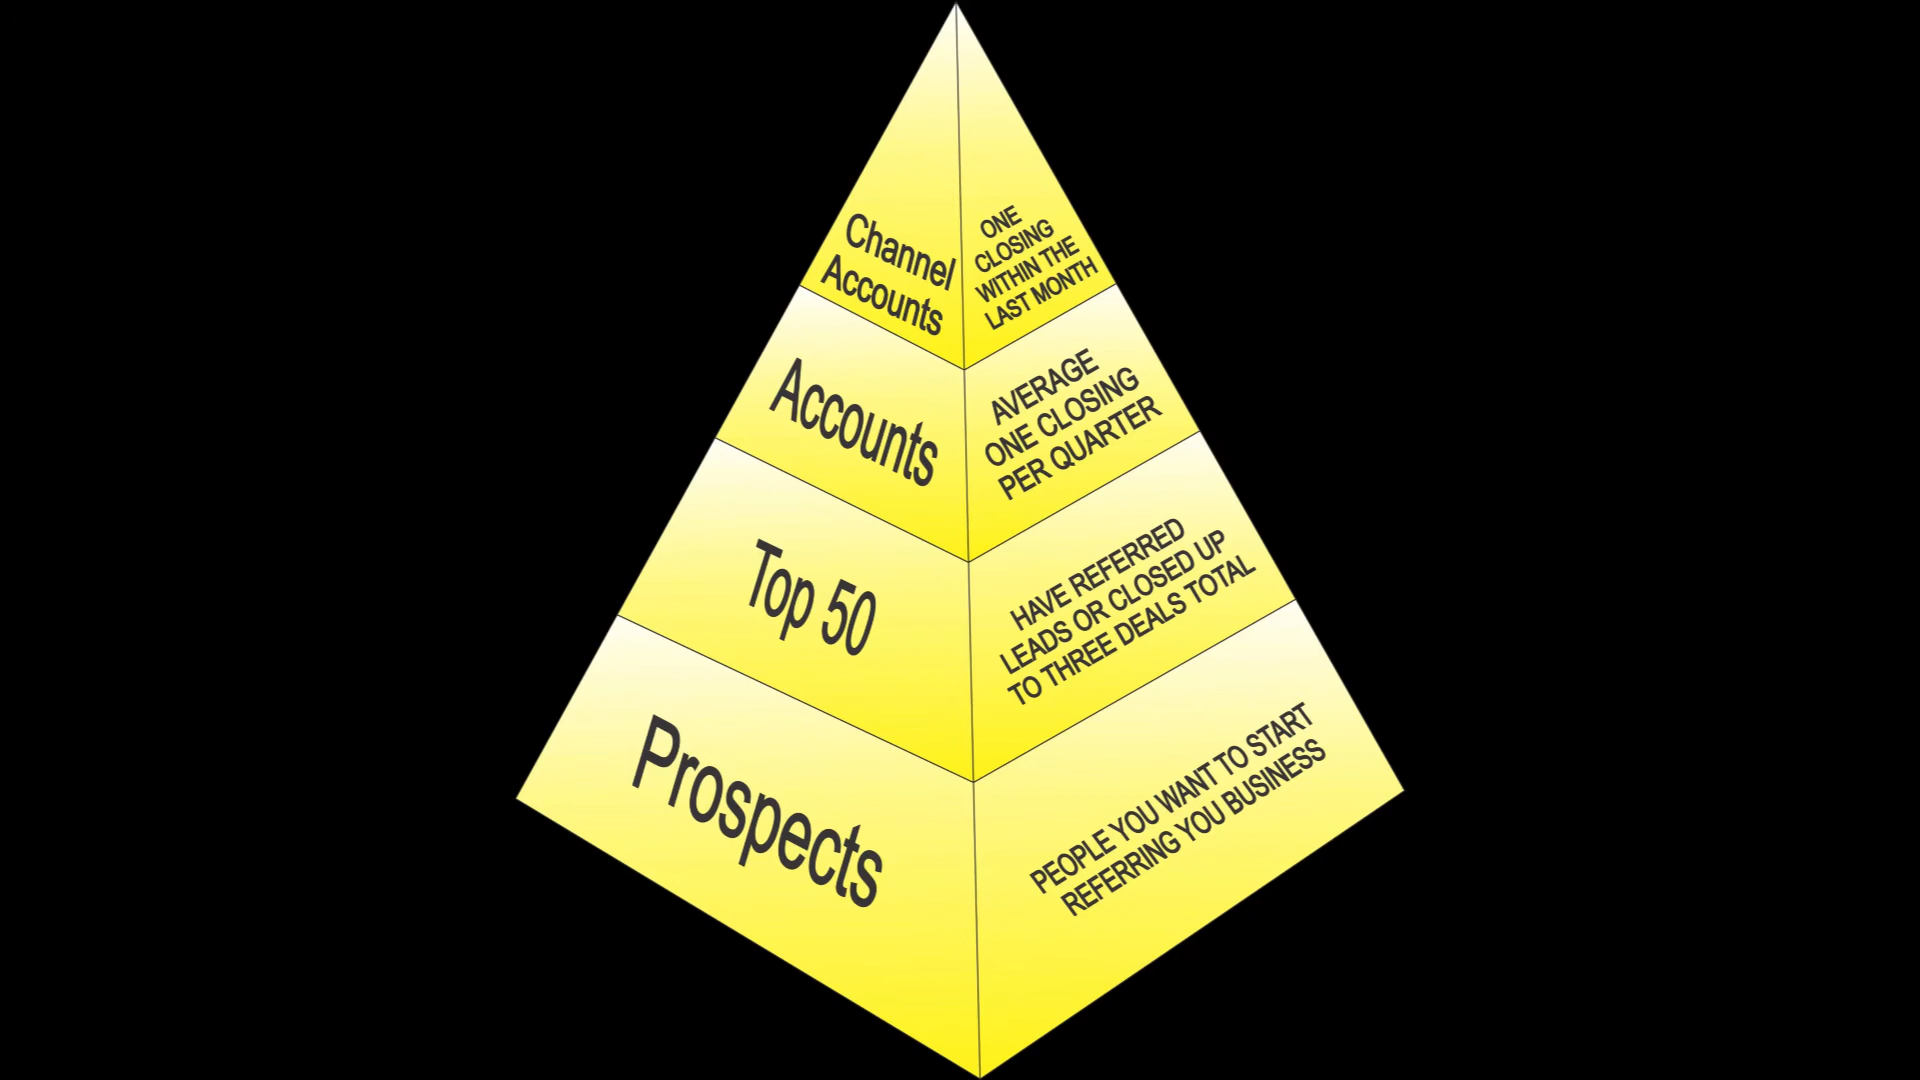 Channel
Accounts
ONE
CLOSING
WITHIN THE
LAST MONTH
Accounts
AVERAGE
ONE CLOSING
PER QUARTER
Top 50
HAVE REFERRED
LEADS OR CLOSED UP
TO THREE DEALS TOTAL
Prospects
PEOPLE YOU WANT TO START
REFERRING YOU BUSINESS